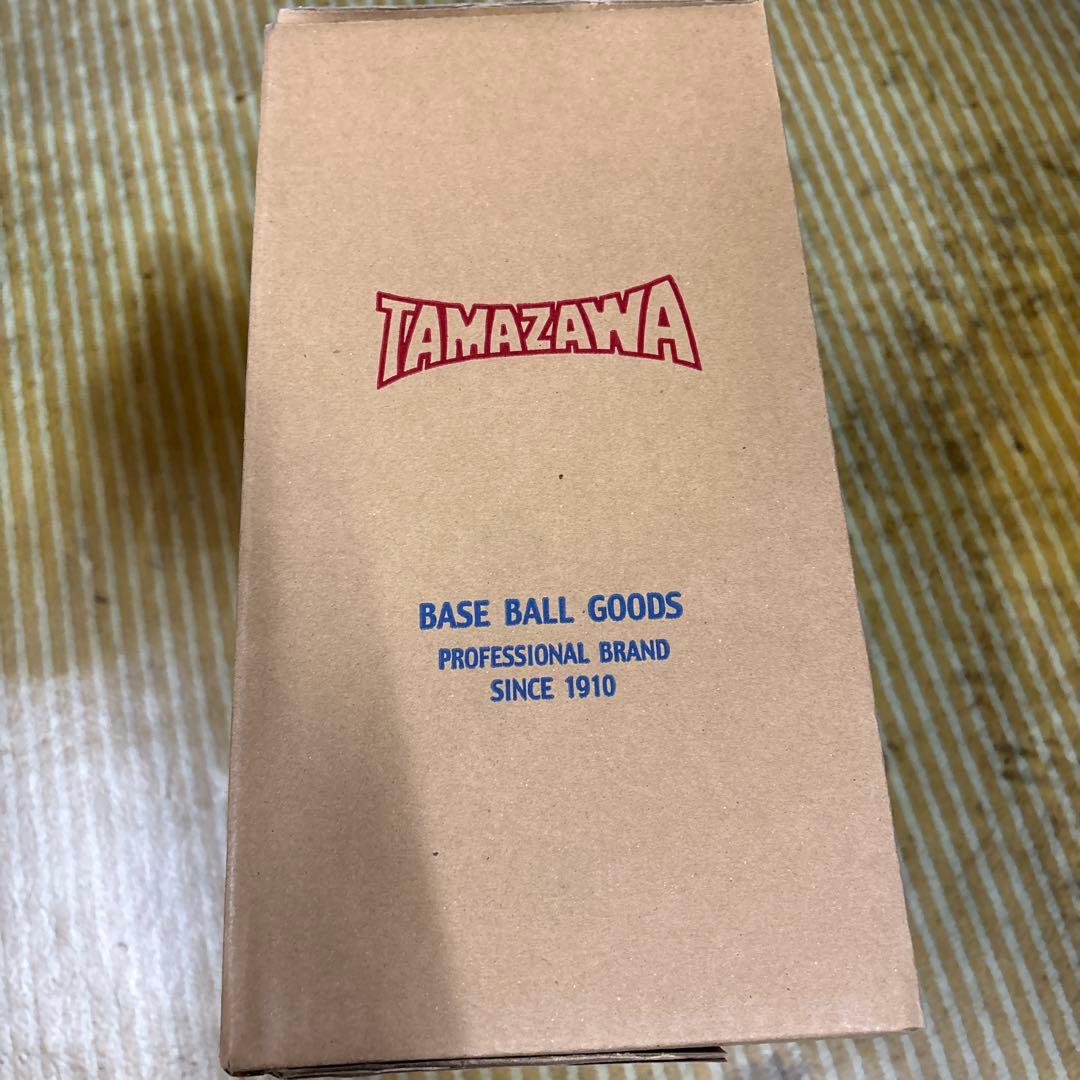 TAMAZAWA
BASE BALL GOODS
PROFESSIONAL BRAND
SINCE 1910